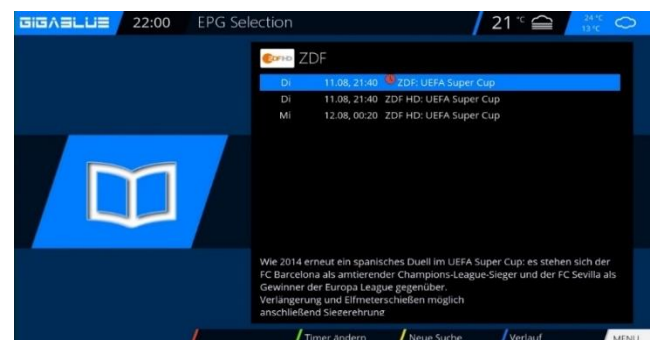 GIGABLUE 22:00 EPG Selection 21 °C 24 °C
13 °C
ZDF HD ZDF
Di 11.08, 21:40 ZDF: UEFA Super Cup
Di 11.08, 21:40 ZDF HD: UEFA Super Cup
Mi 12.08, 00:20 ZDF HD: UEFA Super Cup
Wie 2014 erneut ein spanisches Duell im UEFA Super Cup: es stehen sich der
FC Barcelona als amtierender Champions-League-Sieger und der FC Sevilla als
Gewinner der Europa League gegenüber.
Verlängerung und Elfmeterschießen möglich
anschließend Siegerehrung
Timer ändern Neue Suche Verlauf MENU